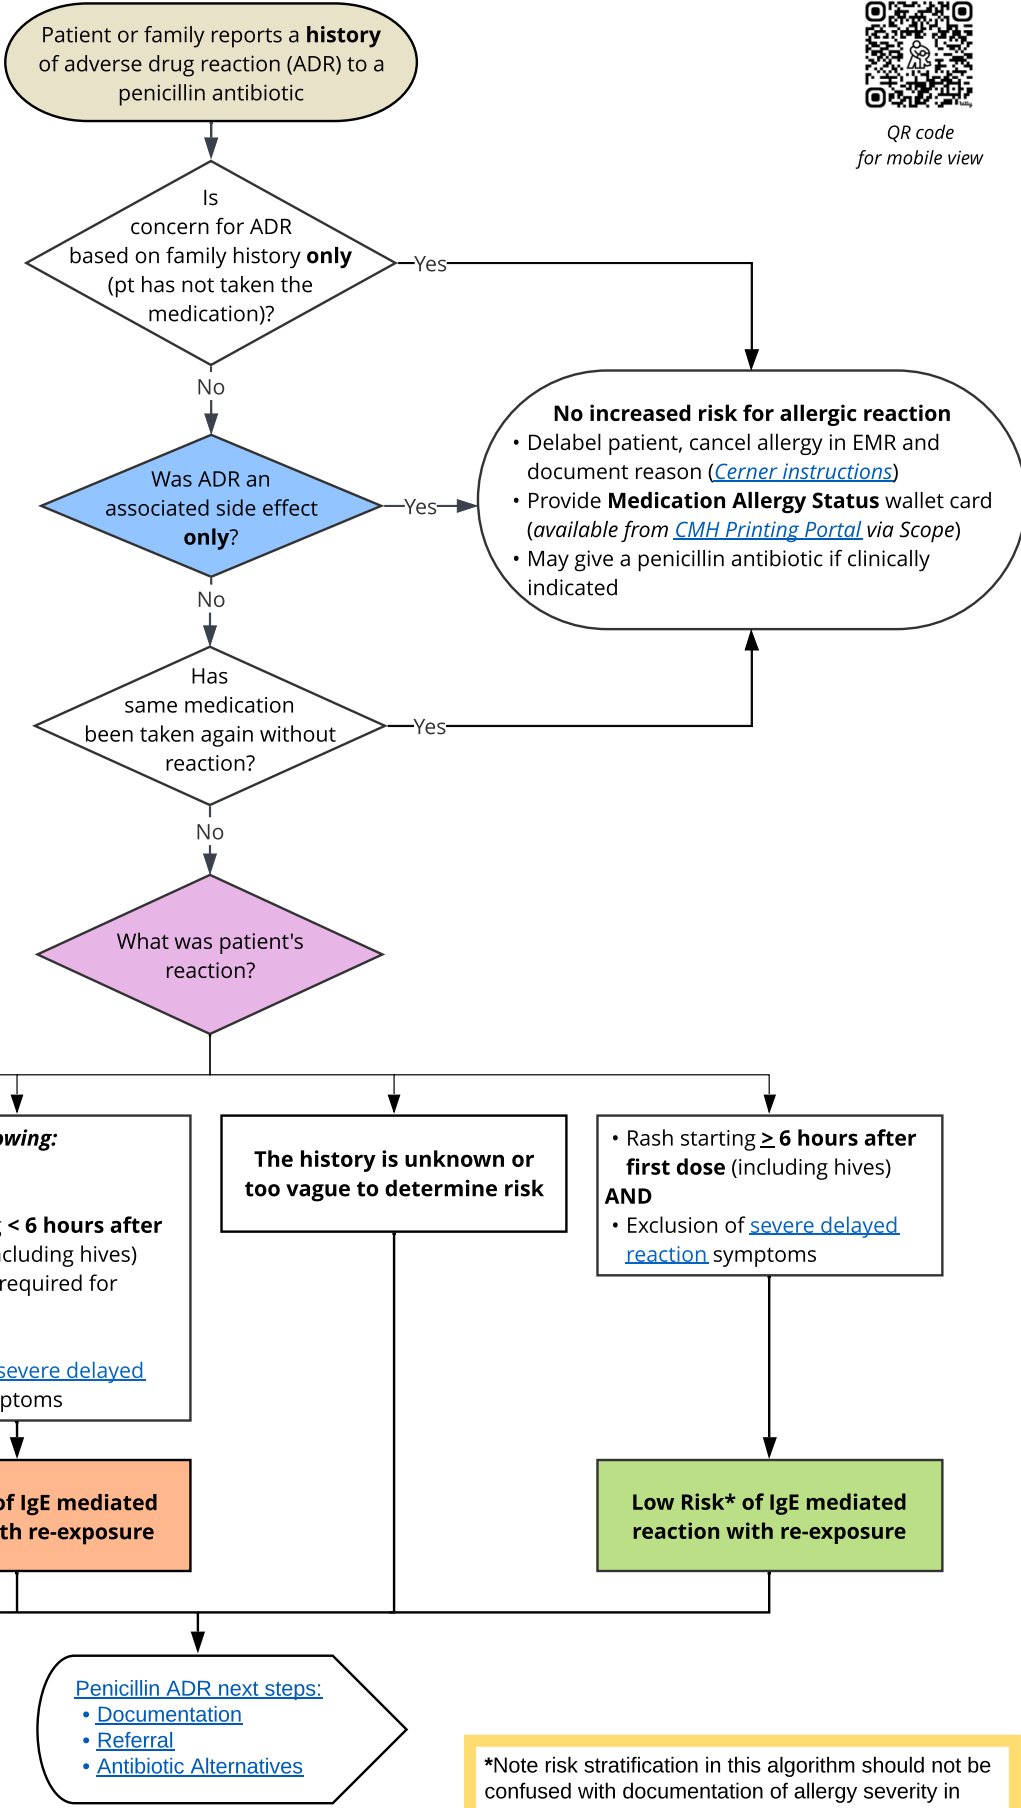 Patient or family reports a history
of adverse drug reaction (ADR) to a
penicillin antibiotic
QR code
for mobile view
Is
concern for ADR
based on family history only
(pt has not taken the
medication)?
Yes
No
No increased risk for allergic reaction
• Delabel patient, cancel allergy in EMR and
document reason (Cerner instructions)
• Provide Medication Allergy Status wallet card
(available from CMH Printing Portal via Scope)
• May give a penicillin antibiotic if clinically
indicated
Was ADR an
associated side effect
only?
Yes
No
Has
same medication
been taken again without
reaction?
Yes
No
What was patient's
reaction?
owing:
< 6 hours after
cluding hives)
required for
severe delayed
ptoms
The history is unknown or
too vague to determine risk
• Rash starting ≥ 6 hours after
first dose (including hives)
AND
• Exclusion of severe delayed
reaction symptoms
of IgE mediated
th re-exposure
Low Risk* of IgE mediated
reaction with re-exposure
Penicillin ADR next steps:
• Documentation
• Referral
• Antibiotic Alternatives
*Note risk stratification in this algorithm should not be
confused with documentation of allergy severity in